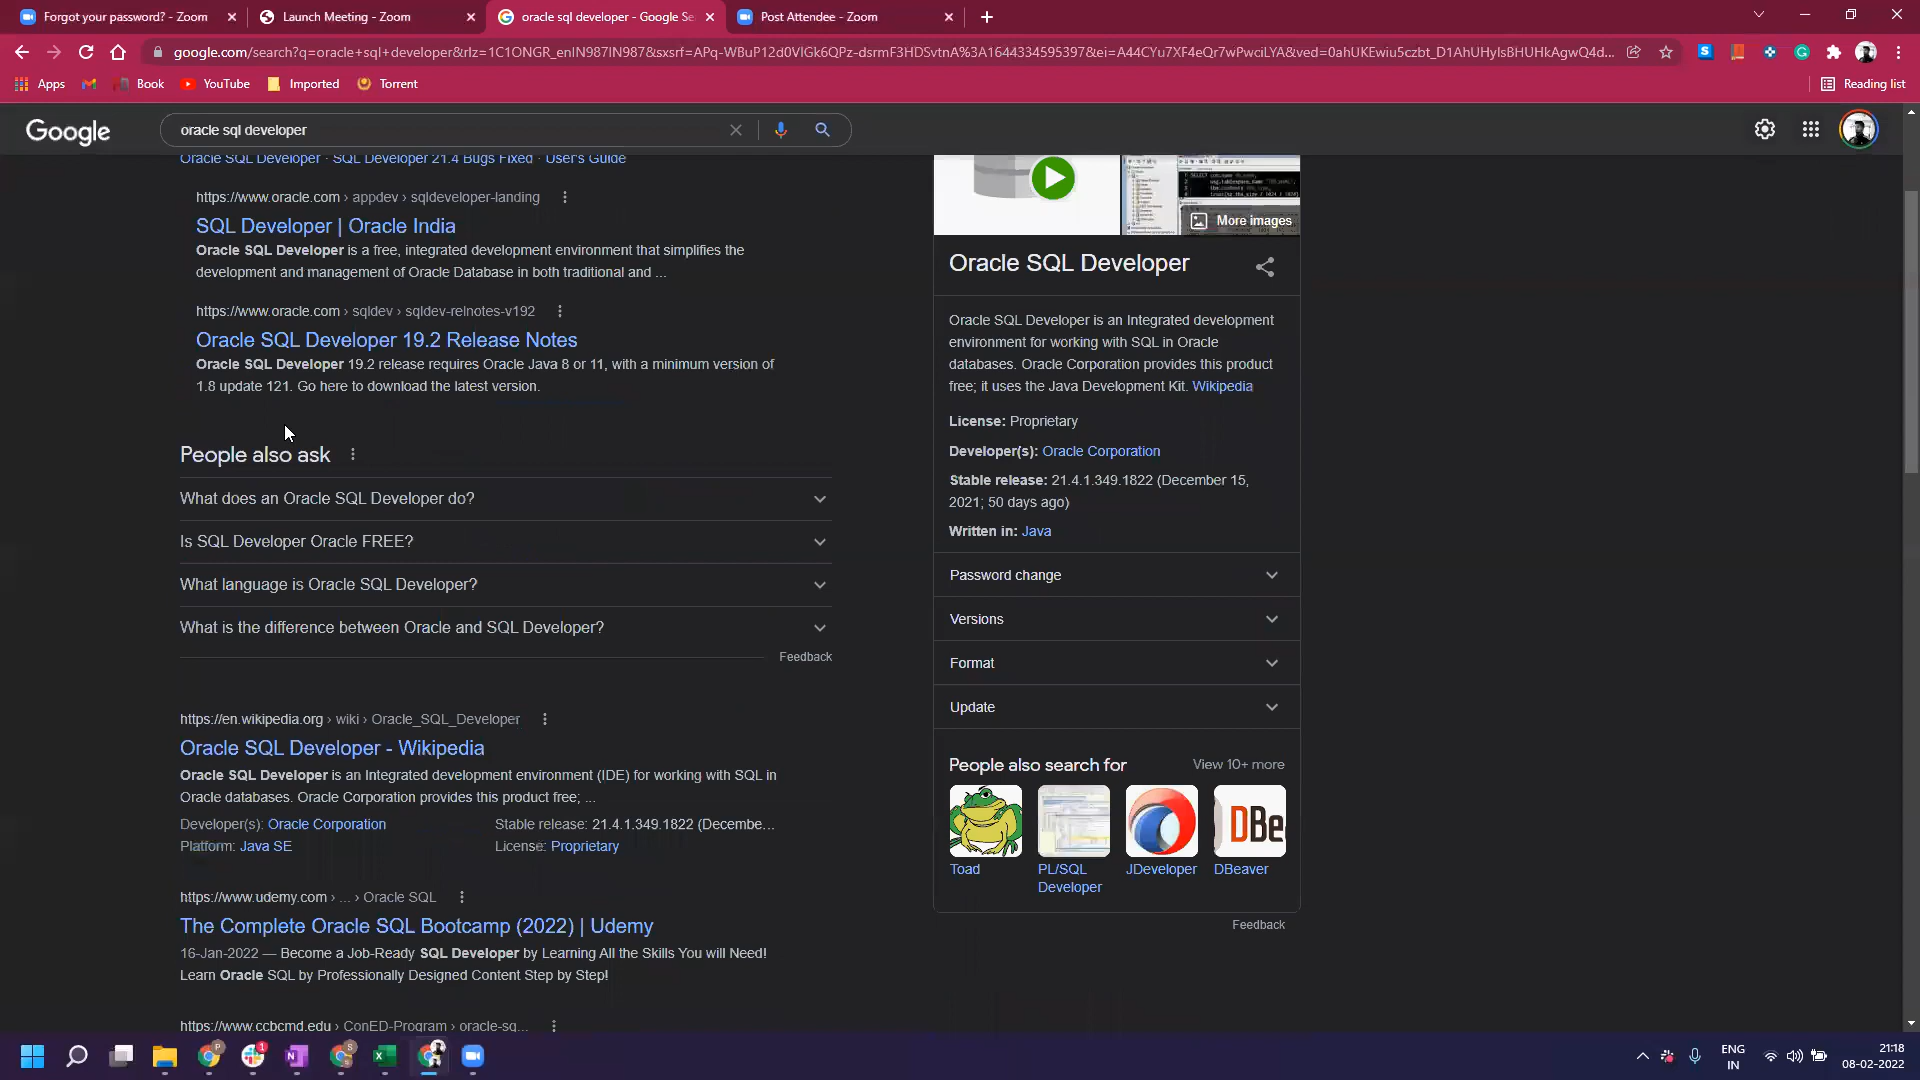 Forgot your password? - Zoom
Launch Meeting - Zoom
oracle sql developer - Google Se
Post Attendee - Zoom
google.com/search?q=oracle+sql+developer&rlz=1C1ONGR_enIN987IN987&sxsrf=APq-WBuP12d0VlGk6QPz-dsrmF3HDSvtnA%3A1644334595397&ei=A44CYu7XF4eQr7wPwciLYA&ved=0ahUKEwiu5czbt_D1AhUHyIsBHUHkAgwQ4d...
Apps
Book
YouTube
Imported
Torrent
Reading list
Google
oracle sql developer
Oracle SQL Developer · SQL Developer 21.4 Bugs Fixed · User's Guide
https://www.oracle.com › appdev › sqldeveloper-landing
SQL Developer | Oracle India
Oracle SQL Developer is a free, integrated development environment that simplifies the
development and management of Oracle Database in both traditional and ...
https://www.oracle.com › sqldev › sqldev-relnotes-v192
Oracle SQL Developer 19.2 Release Notes
Oracle SQL Developer 19.2 release requires Oracle Java 8 or 11, with a minimum version of
1.8 update 121. Go here to download the latest version.
People also ask
What does an Oracle SQL Developer do?
Is SQL Developer Oracle FREE?
What language is Oracle SQL Developer?
What is the difference between Oracle and SQL Developer?
Feedback
https://en.wikipedia.org › wiki › Oracle_SQL_Developer
Oracle SQL Developer - Wikipedia
Oracle SQL Developer is an Integrated development environment (IDE) for working with SQL in
Oracle databases. Oracle Corporation provides this product free; ...
Developer(s): Oracle Corporation
Stable release: 21.4.1.349.1822 (Decembe...
Platform: Java SE
License: Proprietary
https://www.udemy.com › ... › Oracle SQL
The Complete Oracle SQL Bootcamp (2022) | Udemy
16-Jan-2022 — Become a Job-Ready SQL Developer by Learning All the Skills You will Need!
Learn Oracle SQL by Professionally Designed Content Step by Step!
https://www.ccbcmd.edu › ConED-Program › oracle-sq...
More images
Oracle SQL Developer
Oracle SQL Developer is an Integrated development
environment for working with SQL in Oracle
databases. Oracle Corporation provides this product
free; it uses the Java Development Kit. Wikipedia
License: Proprietary
Developer(s): Oracle Corporation
Stable release: 21.4.1.349.1822 (December 15,
2021; 50 days ago)
Written in: Java
Password change
Versions
Format
Update
People also search for
View 10+ more
DBe
Toad
PL/SQL
Developer
JDeveloper
DBeaver
Feedback
ENG
IN
21:18
08-02-2022